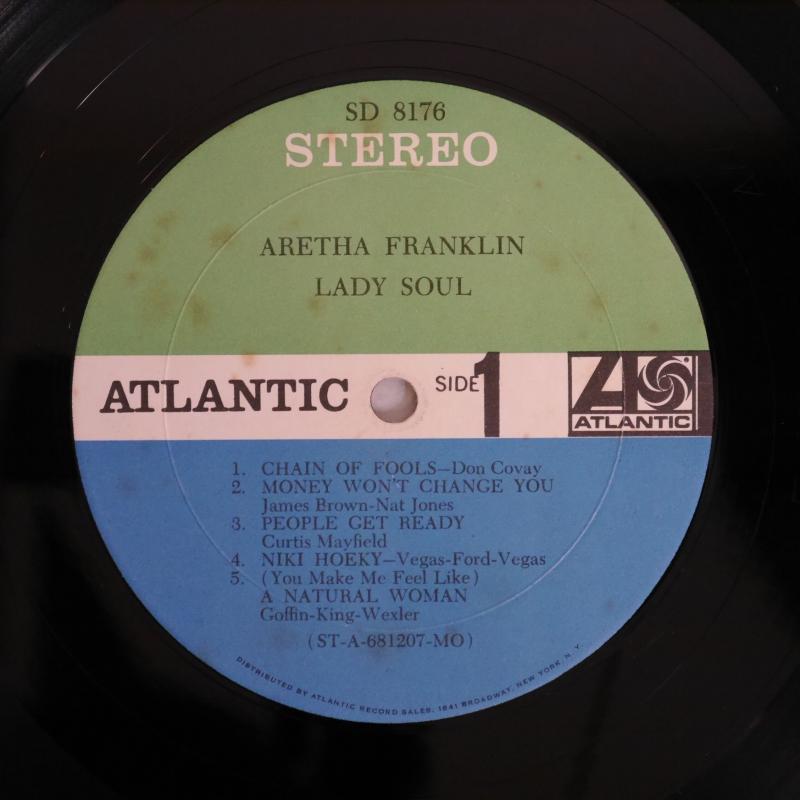 SD 8176
STEREO
ARETHA FRANKLIN
LADY SOUL
ATLANTIC
SIDE 1
ATLANTIC
1. CHAIN OF FOOLS—Don Covay
2. MONEY WON'T CHANGE YOU
James Brown-Nat Jones
3. PEOPLE GET READY
Curtis Mayfield
4. NIKI HOEKY—Vegas-Ford-Vegas
5. (You Make Me Feel Like)
A NATURAL WOMAN
Goffin-King-Wexler
(ST-A-681207-MO)
DISTRIBUTED BY ATLANTIC RECORD SALES, 1841 BROADWAY, NEW YORK, N. Y.